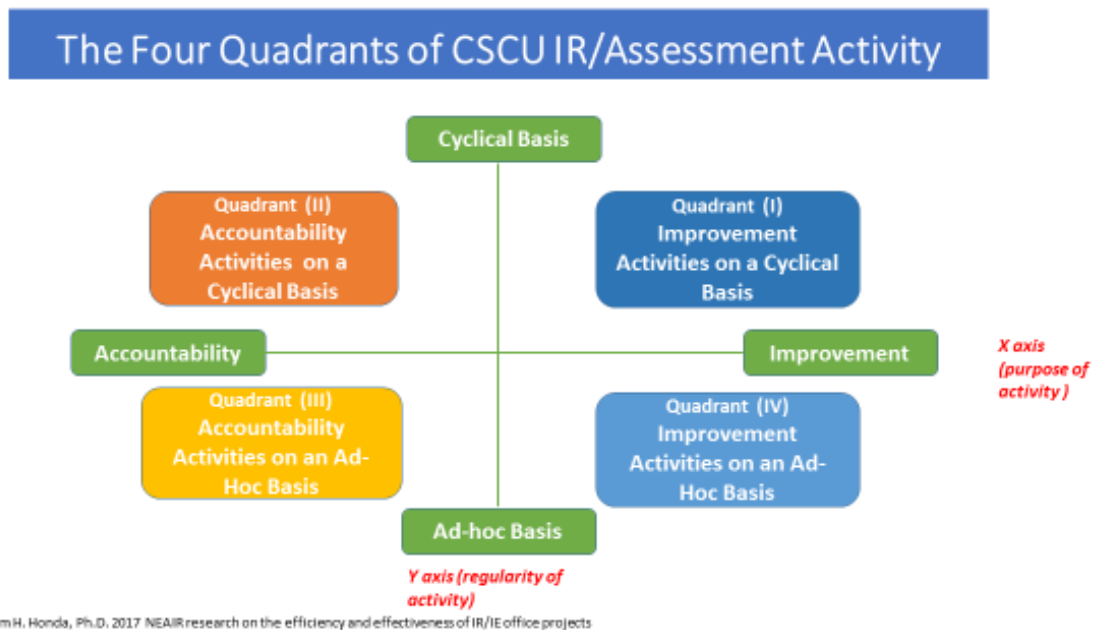 The Four Quadrants of CSCU IR/Assessment Activity
Cyclical Basis
Quadrant (II)
Accountability
Activities on a
Cyclical Basis
Quadrant (I)
Improvement
Activities on a Cyclical
Basis
Accountability
Improvement
X axis
(purpose of
activity )
Quadrant (III)
Accountability
Activities on an Ad-
Hoc Basis
Quadrant (IV)
Improvement
Activities on an Ad-
Hoc Basis
Ad-hoc Basis
Y axis (regularity of
activity)
H. Honda, Ph.D. 2017 NEAIR research on the efficiency and effectiveness of IR/IE office projects